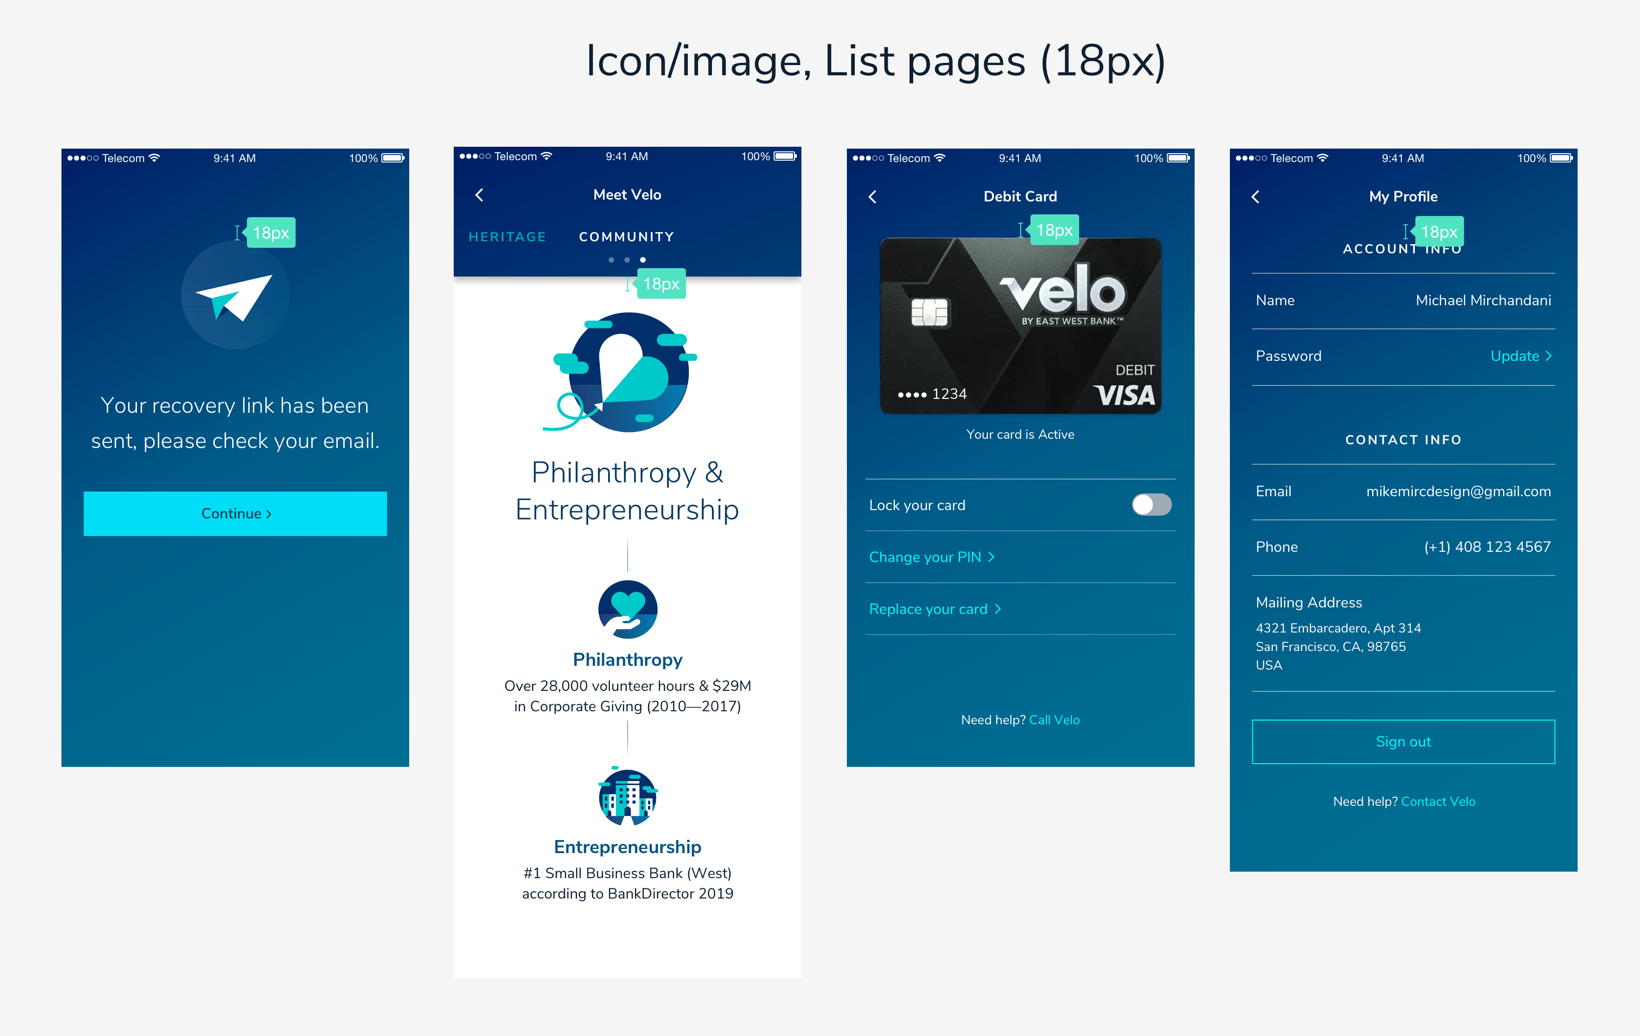 Icon/image, List pages (18px)
Telecom 9:41 AM 100%
18px
Your recovery link has been
sent, please check your email.
Continue >
Telecom 9:41 AM 100%
Meet Velo
HERITAGE COMMUNITY
18px
Philanthropy &
Entrepreneurship
Philanthropy
Over 28,000 volunteer hours & $29M
in Corporate Giving (2010—2017)
Entrepreneurship
#1 Small Business Bank (West)
according to BankDirector 2019
Telecom 9:41 AM 100%
Debit Card
18px
velo
BY EAST WEST BANK™
DEBIT
•••• 1234 VISA
Your card is Active
Lock your card
Change your PIN >
Replace your card >
Need help? Call Velo
Telecom 9:41 AM 100%
My Profile
18px
ACCOUNT INFO
Name Michael Mirchandani
Password Update >
CONTACT INFO
Email mikemircdesign@gmail.com
Phone (+1) 408 123 4567
Mailing Address
4321 Embarcadero, Apt 314
San Francisco, CA, 98765
USA
Sign out
Need help? Contact Velo